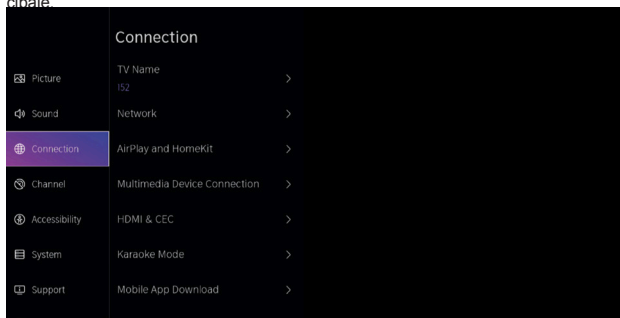 cipale.
Connection
Picture
Sound
Connection
Channel
Accessibility
System
Support
TV Name
152
Network
AirPlay and HomeKit
Multimedia Device Connection
HDMI & CEC
Karaoke Mode
Mobile App Download